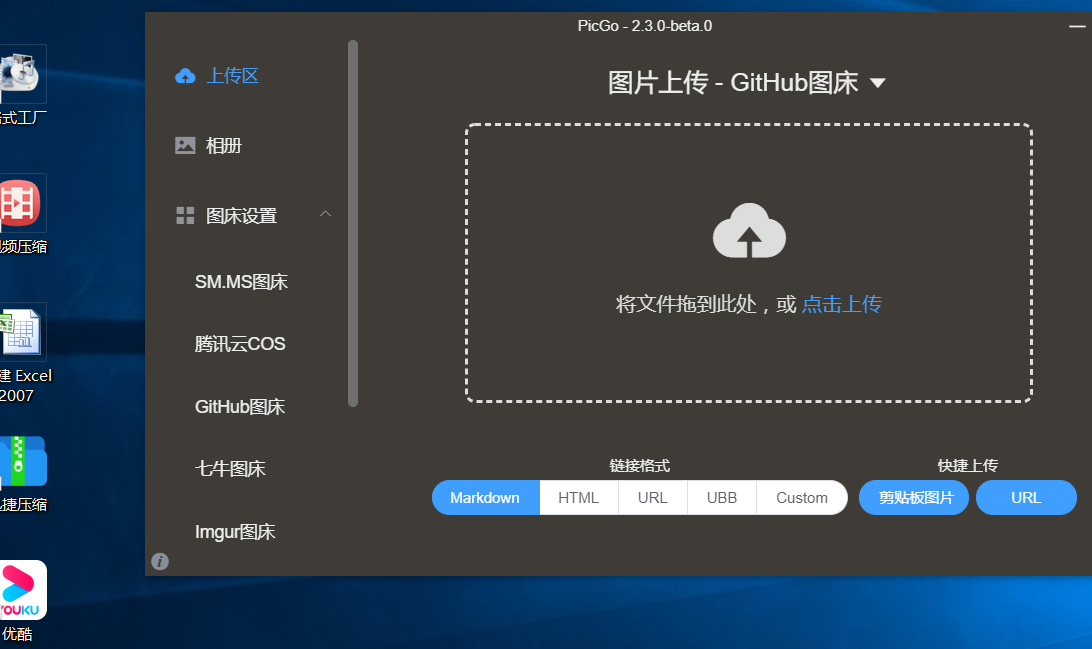 PicGo - 2.3.0-beta.0
上传区
相册
图床设置
SM.MS图床
腾讯云COS
GitHub图床
七牛图床
Imgur图床
图片上传 - GitHub图床
将文件拖到此处，或 点击上传
链接格式
Markdown HTML URL UBB Custom
快捷上传
剪贴板图片 URL
式工厂
频压缩
建 Excel
2007
捷压缩
YOUKU
优酷